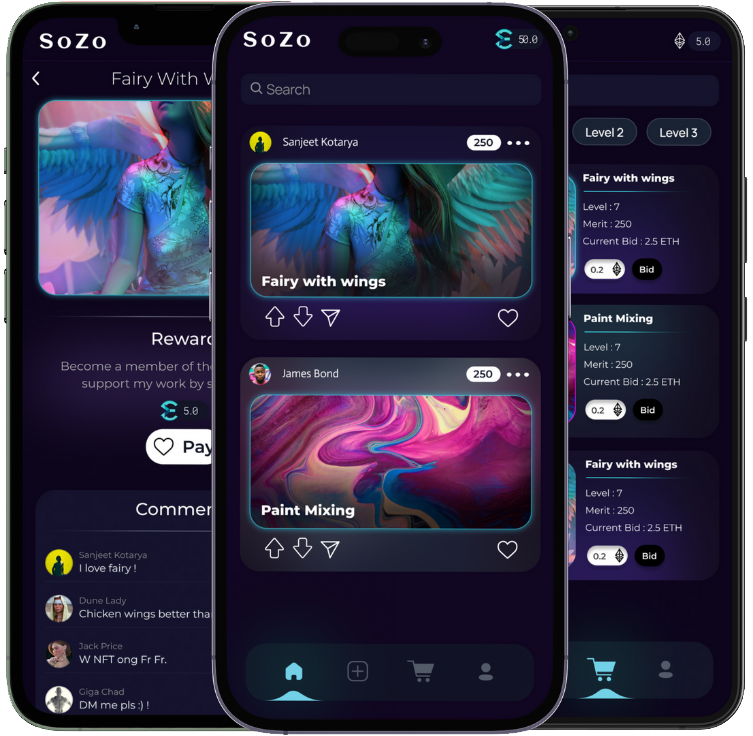 SoZo
Fairy With W
Reward
Become a member of the
support my work by s
5.0
Pay
Commen
Sanjeet Kotarya
I love fairy !
Dune Lady
Chicken wings better tha
Jack Price
W NFT ong Fr Fr.
Giga Chad
DM me pls :) !
SoZo
50.0
Search
Sanjeet Kotarya
250
Fairy with wings
James Bond
250
Paint Mixing
5.0
Level 2
Level 3
Fairy with wings
Level : 7
Merit : 250
Current Bid : 2.5 ETH
0.2
Bid
Paint Mixing
Level : 7
Merit : 250
Current Bid : 2.5 ETH
0.2
Bid
Fairy with wings
Level : 7
Merit : 250
Current Bid : 2.5 ETH
0.2
Bid